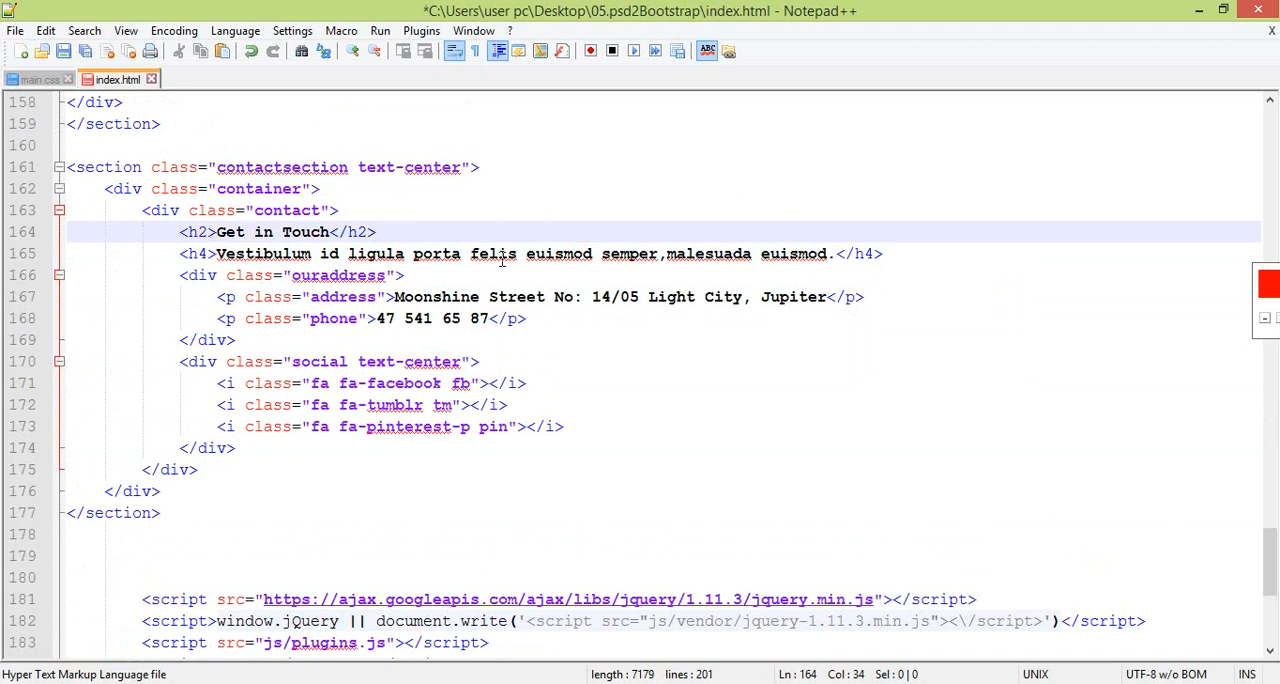 *C:\Users\user pc\Desktop\05.psd2Bootstrap\index.html - Notepad++
File Edit Search View Encoding Language Settings Macro Run Plugins Window ? X
main.css index.html
158 </div>
159 </section>
160
161 <section class="contactsection text-center">
162 <div class="container">
163 <div class="contact">
164 <h2>Get in Touch</h2>
165 <h4>Vestibulum id ligula porta felis euismod semper,malesuada euismod.</h4>
166 <div class="ouraddress">
167 <p class="address">Moonshine Street No: 14/05 Light City, Jupiter</p>
168 <p class="phone">47 541 65 87</p>
169 </div>
170 <div class="social text-center">
171 <i class="fa fa-facebook fb"></i>
172 <i class="fa fa-tumblr tm"></i>
173 <i class="fa fa-pinterest-p pin"></i>
174 </div>
175 </div>
176 </div>
177 </section>
178
179
180
181 <script src="https://ajax.googleapis.com/ajax/libs/jquery/1.11.3/jquery.min.js"></script>
182 <script>window.jQuery || document.write('<script src="js/vendor/jquery-1.11.3.min.js"><\/script>')</script>
183 <script src="js/plugins.js"></script>
Hyper Text Markup Language file length : 7179 lines : 201 Ln : 164 Col : 34 Sel : 0 | 0 UNIX UTF-8 w/o BOM INS